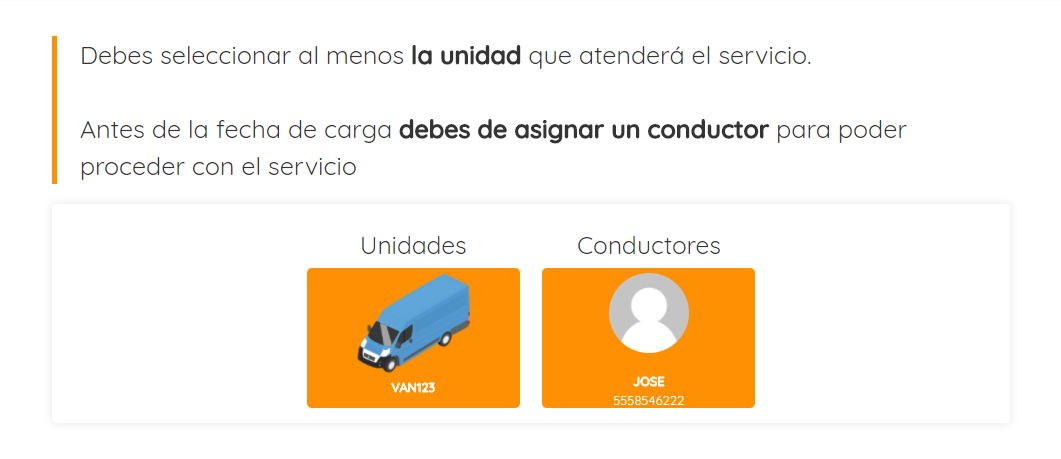 Debes seleccionar al menos la unidad que atenderá el servicio.
Antes de la fecha de carga debes de asignar un conductor para poder
proceder con el servicio
Unidades
Conductores
VAN123
JOSE
5558546222